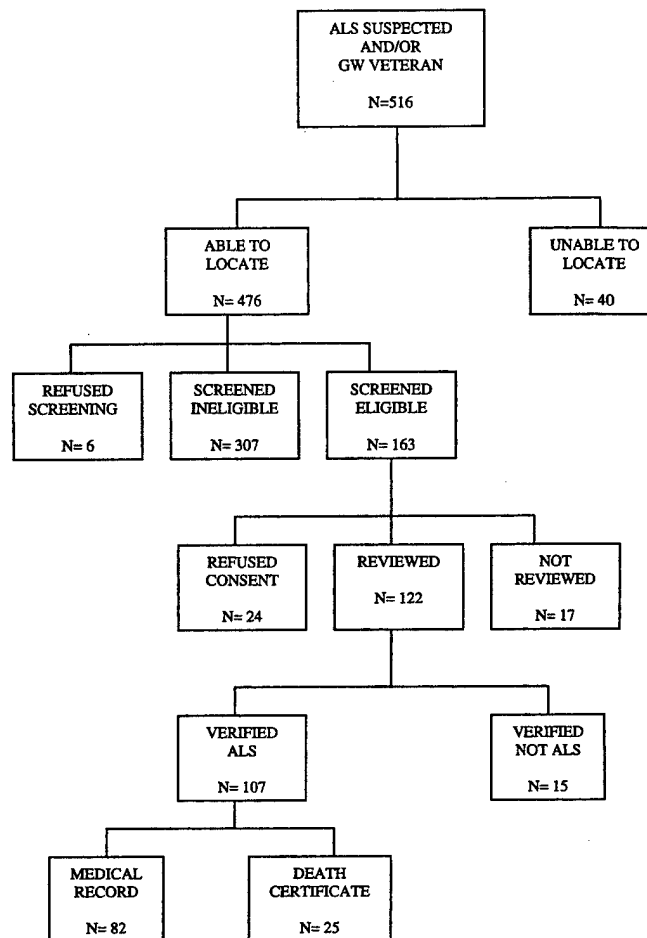 ALS SUSPECTED
AND/OR
GW VETERAN
N=516
ABLE TO
LOCATE
N= 476
UNABLE TO
LOCATE
N= 40
REFUSED
SCREENING
N= 6
SCREENED
INELIGIBLE
N= 307
SCREENED
ELIGIBLE
N= 163
REFUSED
CONSENT
N= 24
REVIEWED
N= 122
NOT
REVIEWED
N= 17
VERIFIED
ALS
N= 107
VERIFIED
NOT ALS
N= 15
MEDICAL
RECORD
N= 82
DEATH
CERTIFICATE
N= 25